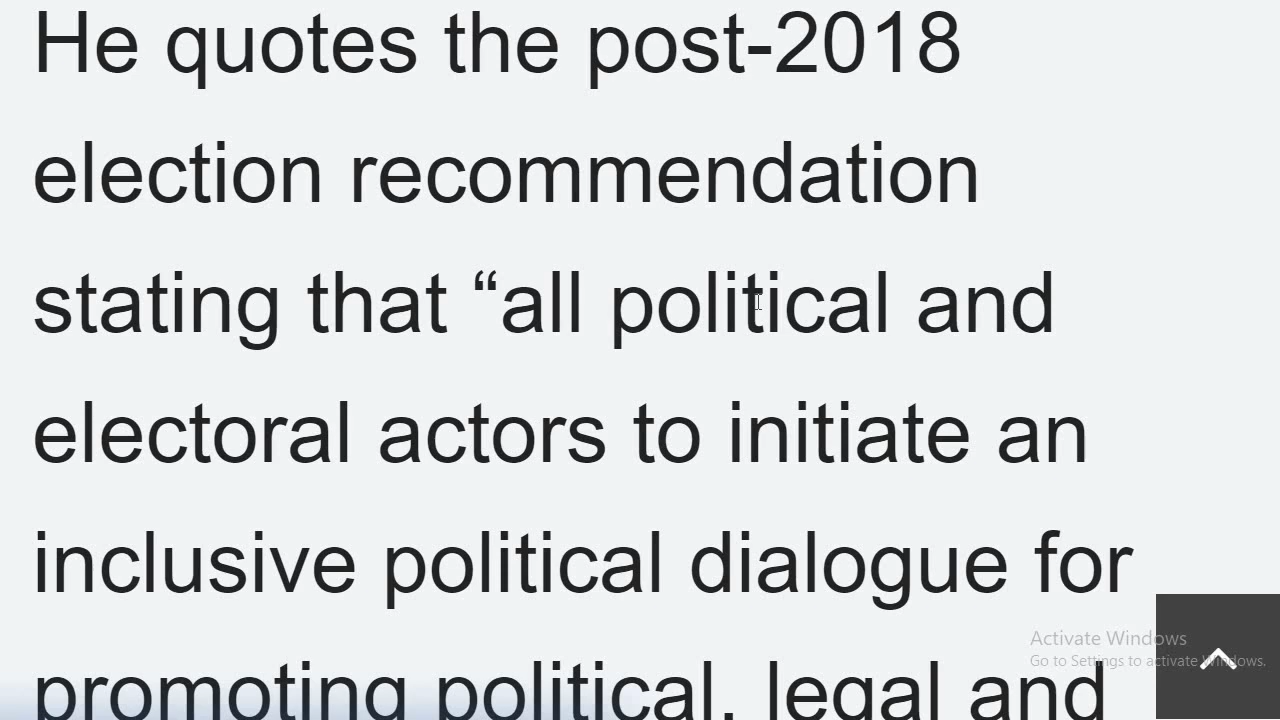 He quotes the post-2018
election recommendation
stating that “all political and
electoral actors to initiate an
inclusive political dialogue for
promoting political, legal and
Activate Windows
Go to Settings to activate Windows.